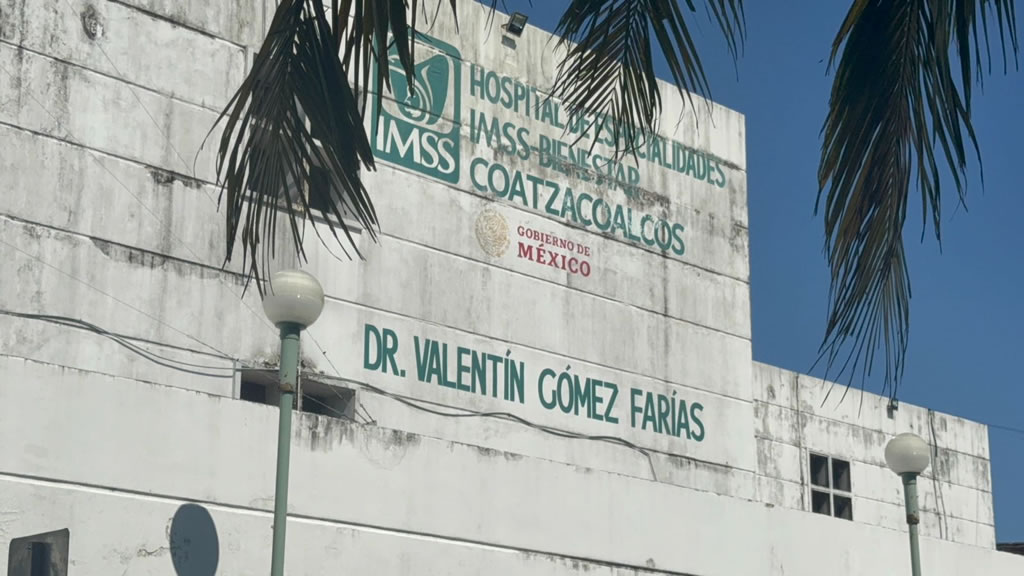 IMSS
HOSPITAL DE ESPECIALIDADES
IMSS-BIENESTAR
COATZACOALCOS
GOBIERNO DE
MÉXICO
DR. VALENTÍN GÓMEZ FARÍAS